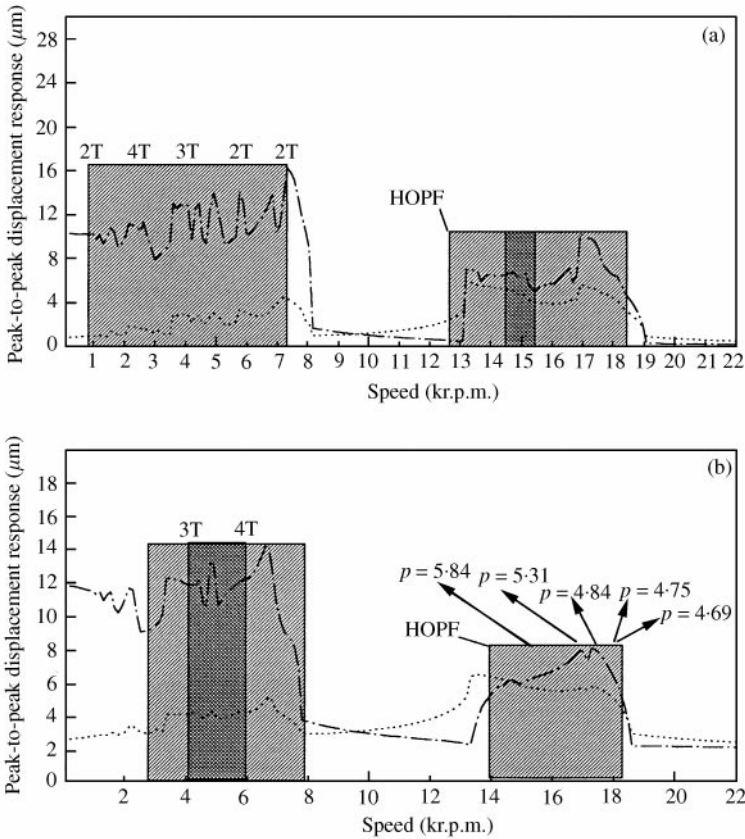 (a)
Peak-to-peak displacement response (μm)
28
24
20
16
12
8
4
0
2T 4T 3T 2T 2T
HOPF
1 2 3 4 5 6 7 8 9 10 11 12 13 14 15 16 17 18 19 20 21 22
Speed (kr.p.m.)
(b)
Peak-to-peak displacement response (μm)
20
18
16
14
12
10
8
6
4
2
0
3T 4T
p = 5·84
p = 5·31
p = 4·84
p = 4·75
p = 4·69
HOPF
2 4 6 8 10 12 14 16 18 20 22
Speed (kr.p.m.)